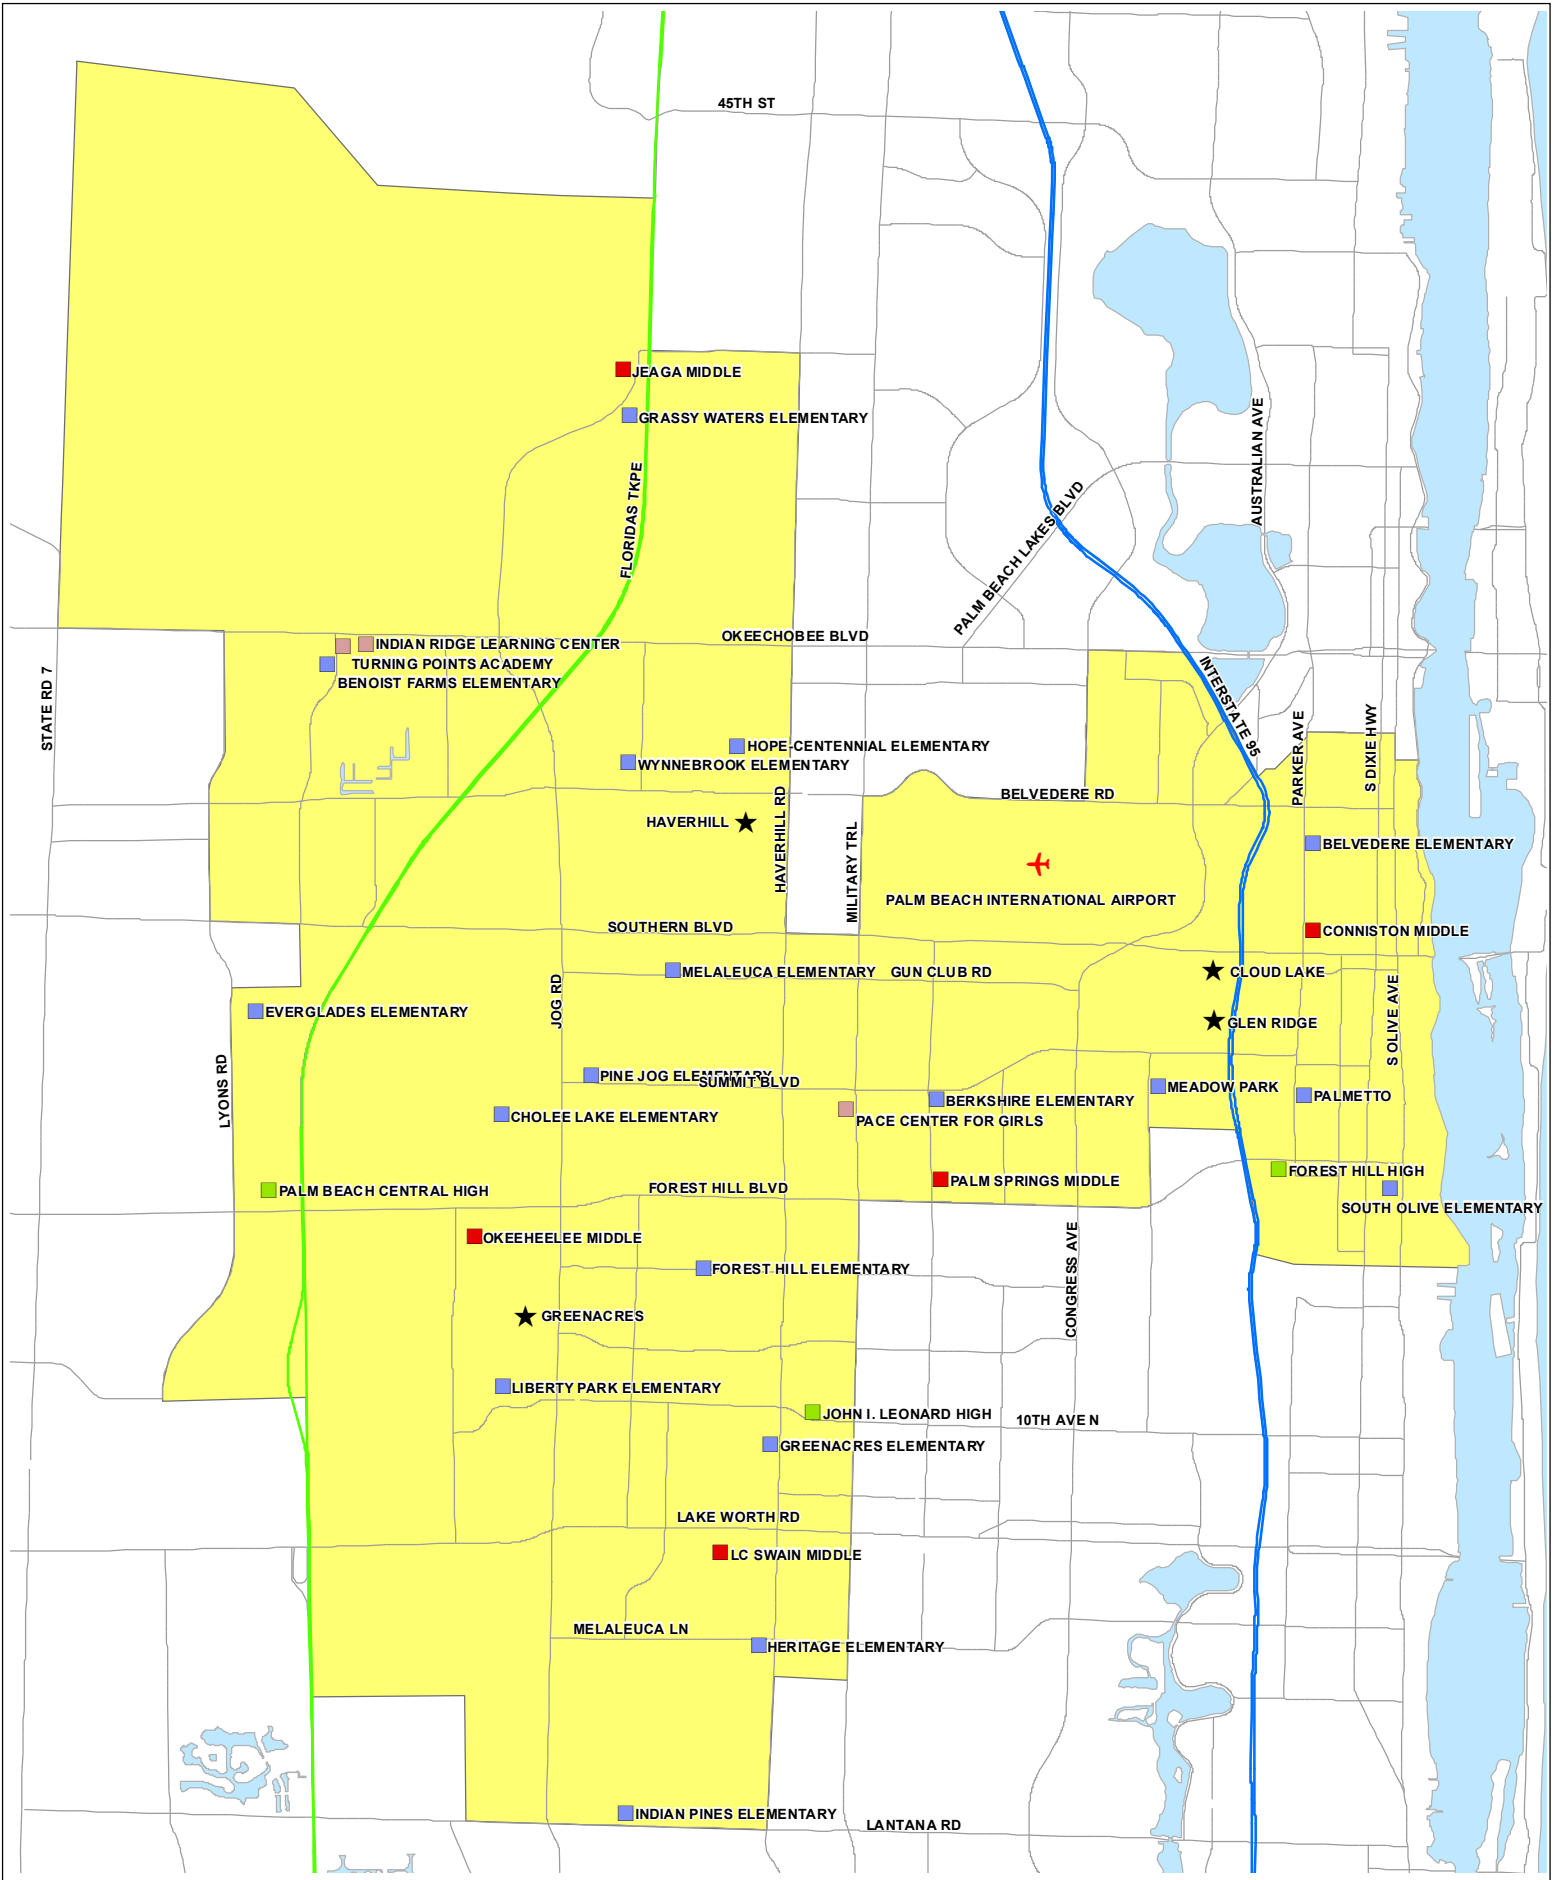 45TH ST
JEAGA MIDDLE
GRASSY WATERS ELEMENTARY
FLORIDAS TKPE
AUSTRALIAN AVE
PALM BEACH LAKES BLVD
OKEECHOBEE BLVD
INDIAN RIDGE LEARNING CENTER
TURNING POINTS ACADEMY
BENOIST FARMS ELEMENTARY
STATE RD 7
INTERSTATE 95
PARKER AVE
S DIXIE HWY
HOPE-CENTENNIAL ELEMENTARY
WYNNEBROOK ELEMENTARY
BELVEDERE RD
HAVERHILL
HAVERHILL RD
MILITARY TRL
BELVEDERE ELEMENTARY
PALM BEACH INTERNATIONAL AIRPORT
SOUTHERN BLVD
CONNISTON MIDDLE
MELALEUCA ELEMENTARY
GUN CLUB RD
CLOUD LAKE
JOG RD
EVERGLADES ELEMENTARY
GLEN RIDGE
S OLIVE AVE
LYONS RD
PINE JOG ELEMENTARY
SUMMIT BLVD
MEADOW PARK
PALMETTO
BERKSHIRE ELEMENTARY
CHOLEE LAKE ELEMENTARY
PACE CENTER FOR GIRLS
FOREST HILL HIGH
PALM SPRINGS MIDDLE
PALM BEACH CENTRAL HIGH
FOREST HILL BLVD
SOUTH OLIVE ELEMENTARY
OKEEHEELEE MIDDLE
FOREST HILL ELEMENTARY
CONGRESS AVE
GREENACRES
LIBERTY PARK ELEMENTARY
JOHN I. LEONARD HIGH
10TH AVE N
GREENACRES ELEMENTARY
LAKE WORTH RD
LC SWAIN MIDDLE
MELALEUCA LN
HERITAGE ELEMENTARY
INDIAN PINES ELEMENTARY
LANTANA RD